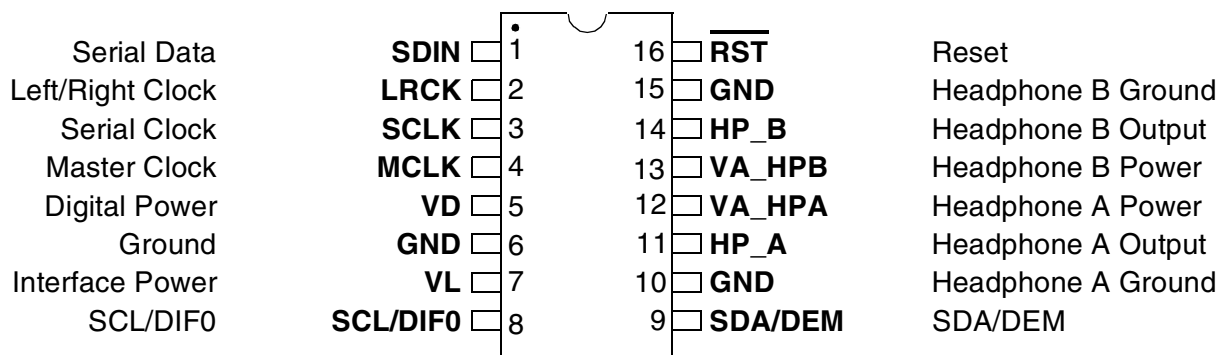 Serial Data SDIN 1 16 RST Reset
Left/Right Clock LRCK 2 15 GND Headphone B Ground
Serial Clock SCLK 3 14 HP_B Headphone B Output
Master Clock MCLK 4 13 VA_HPB Headphone B Power
Digital Power VD 5 12 VA_HPA Headphone A Power
Ground GND 6 11 HP_A Headphone A Output
Interface Power VL 7 10 GND Headphone A Ground
SCL/DIF0 SCL/DIF0 8 9 SDA/DEM SDA/DEM